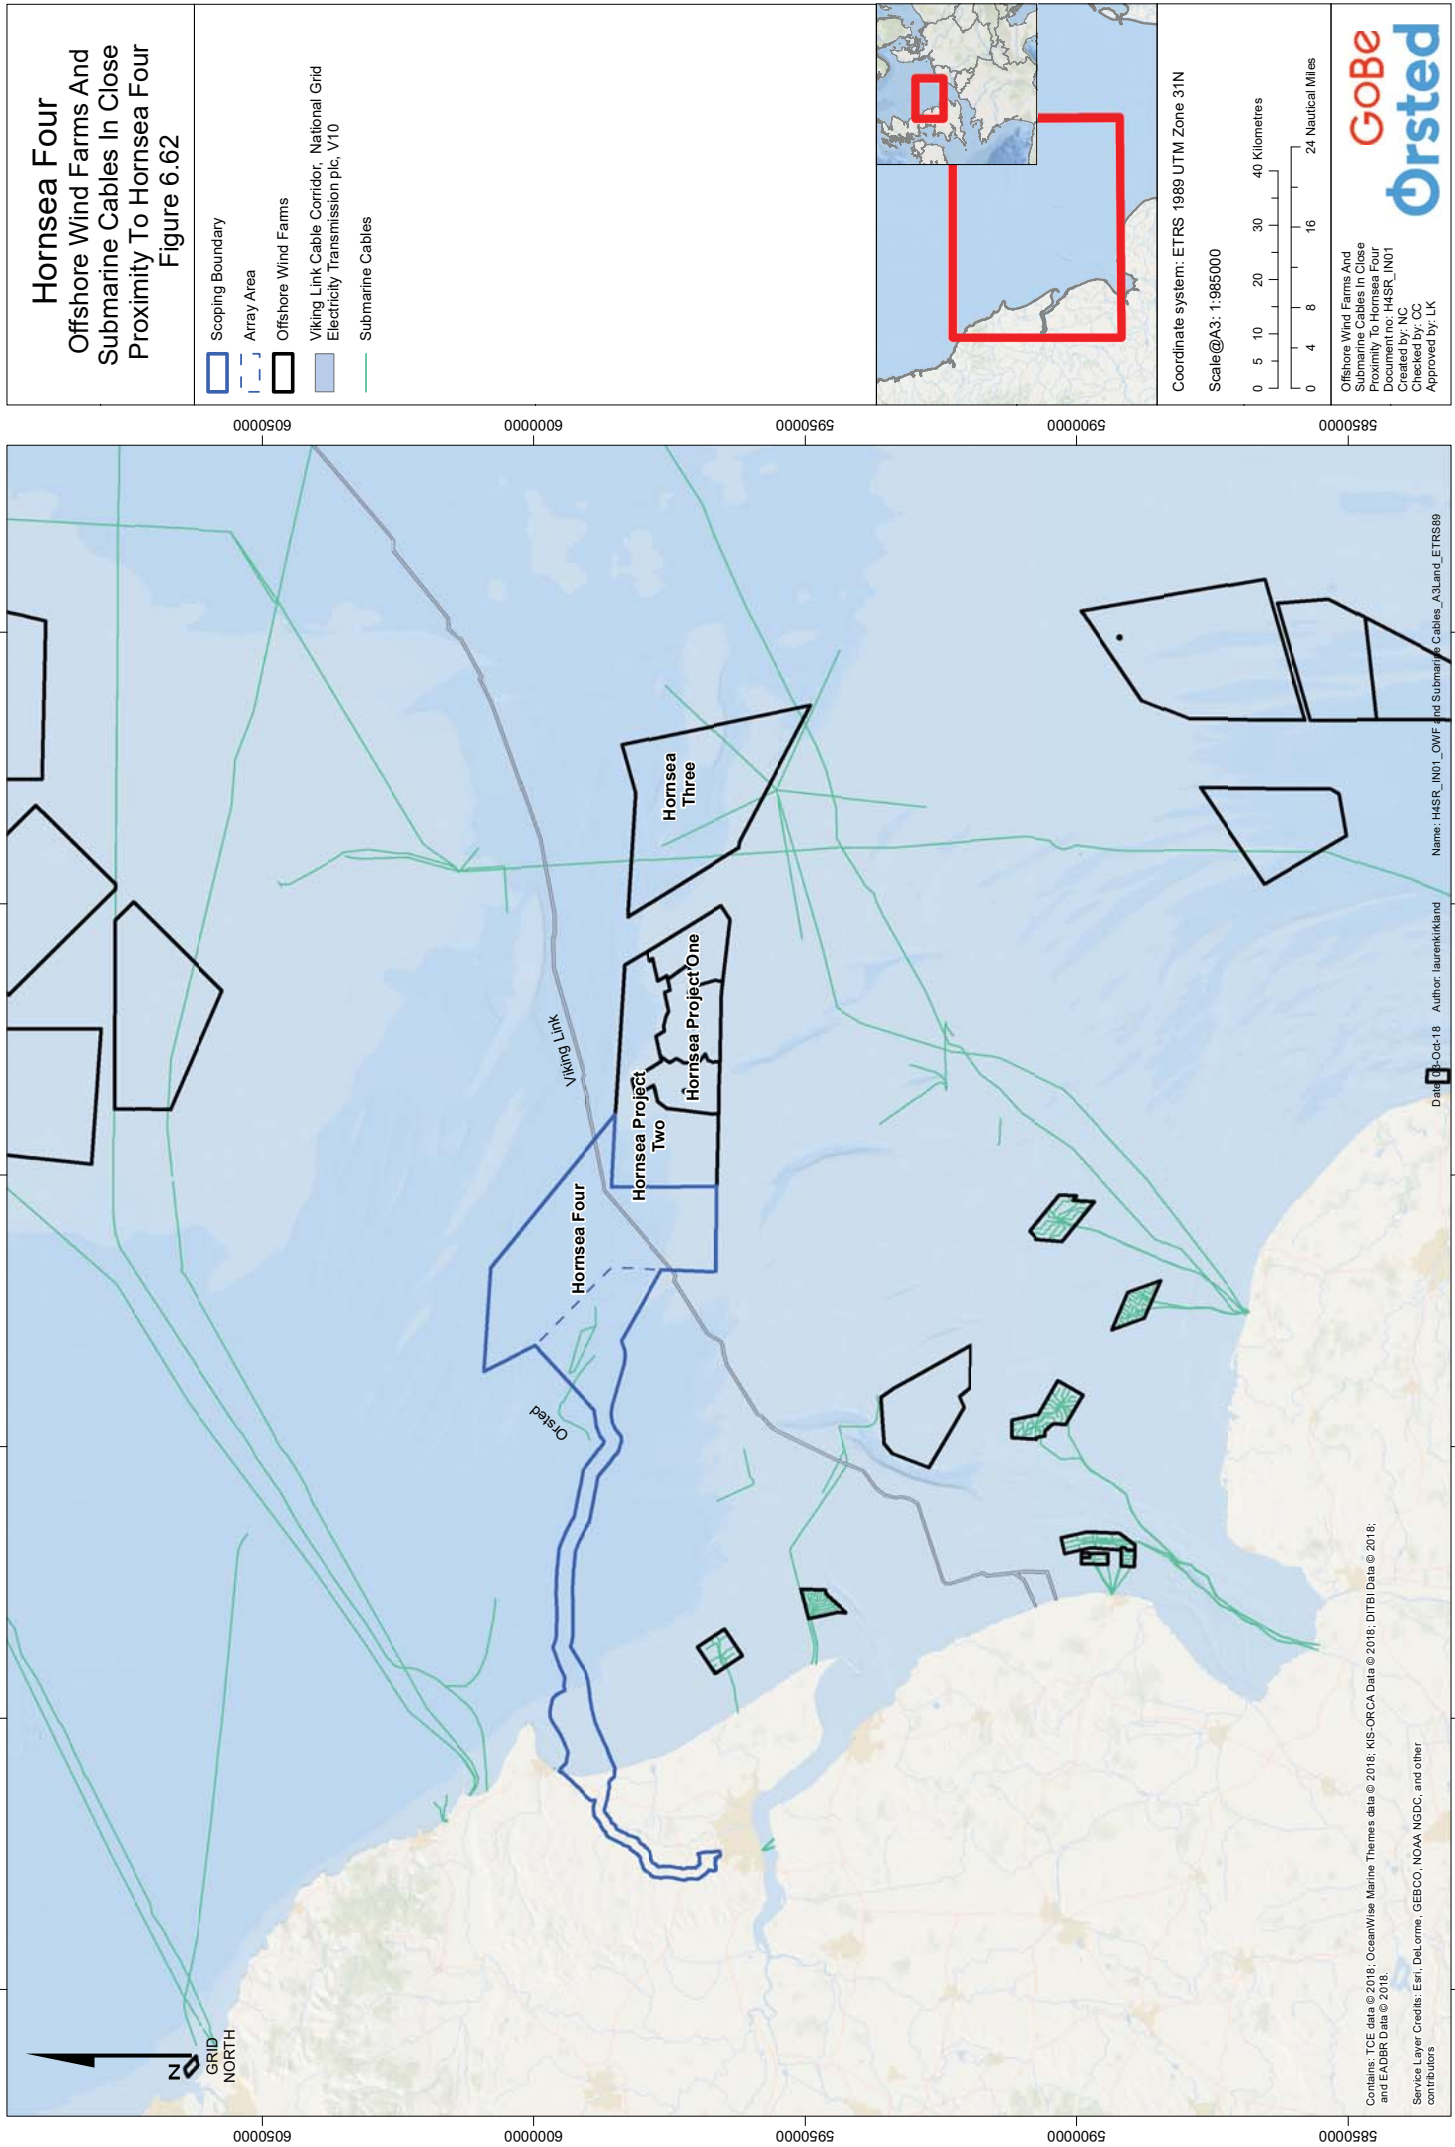 Hornsea Four
Offshore Wind Farms And
Submarine Cables In Close
Proximity To Hornsea Four
Figure 6.62
Scoping Boundary
Array Area
Offshore Wind Farms
Viking Link Cable Corridor, National Grid
Electricity Transmission plc, V10
Submarine Cables
Coordinate system: ETRS 1989 UTM Zone 31N
Scale@A3: 1:985000
0 5 10 20 30 40 Kilometres
0 4 8 16 24 Nautical Miles
Offshore Wind Farms And
Submarine Cables In Close
Proximity To Hornsea Four
Document no: H4SR_IN01
Created by: NC
Checked by: CC
Approved by: LK
GoBe
Orsted
6050000
6000000
5950000
5900000
5850000
Viking Link
Hornsea Four
Hornsea Project
Two
Hornsea Project One
Hornsea
Three
Orsted
N
GRID
NORTH
6050000
6000000
5950000
5900000
5850000
Contains: TCE data © 2018; OceanWise Marine Themes data © 2018; KIS-ORCA Data © 2018; DITBI Data © 2018;
and EADBR Data © 2018.
Service Layer Credits: Esri, DeLorme, GEBCO, NOAA NGDC, and other
contributors
Date: 03-Oct-18 Author: laurenkirkland Name: H4SR_IN01_OWF and Submarine Cables_A3Land_ETRS89